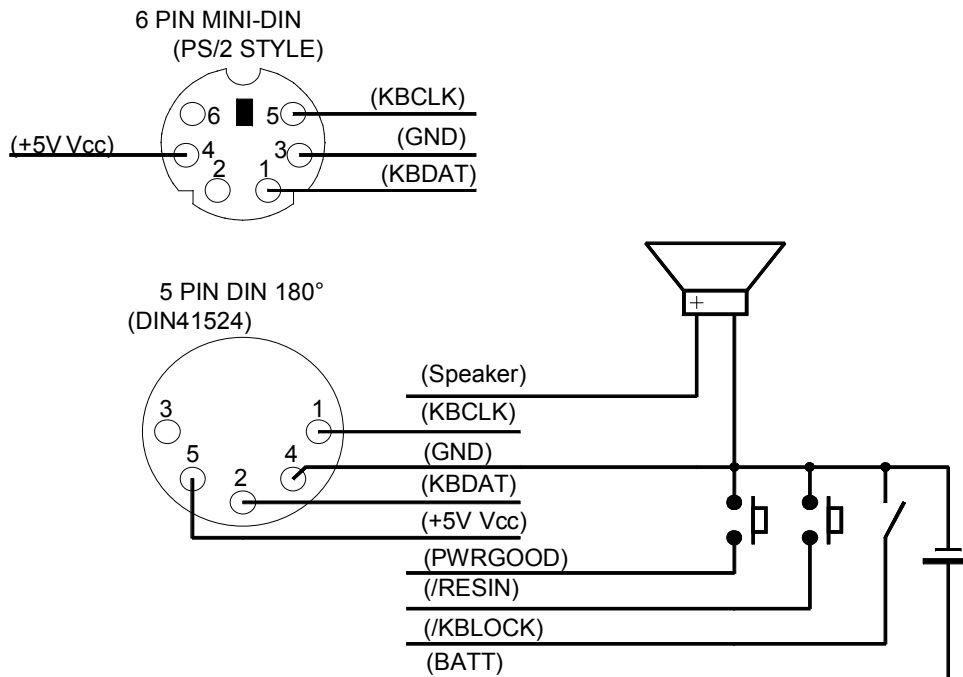 6 PIN MINI-DIN
(PS/2 STYLE)
(KBCLK)
6
5
(+5V Vcc)
4
3
(GND)
2
1
(KBDAT)
+
5 PIN DIN 180°
(DIN41524)
(Speaker)
(KBCLK)
3
1
5
4
(GND)
2
(KBDAT)
(+5V Vcc)
(PWRGOOD)
(/RESIN)
(/KBLOCK)
(BATT)